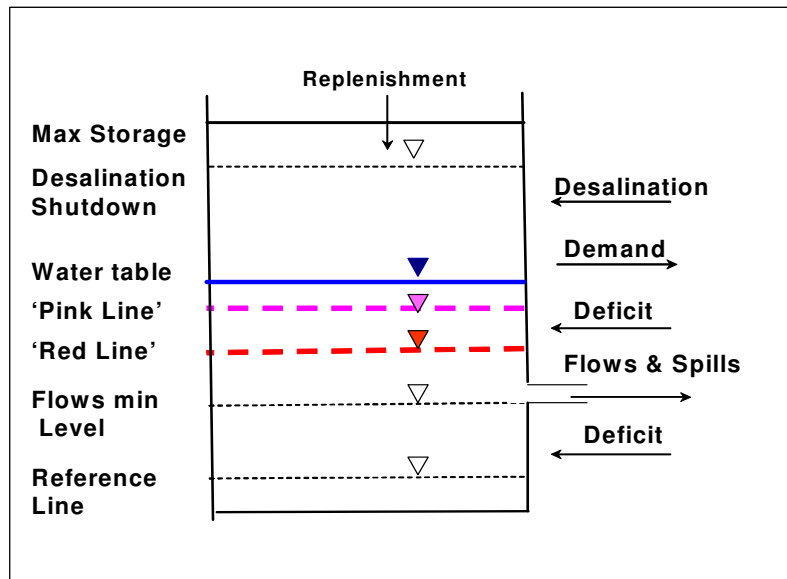 Replenishment
Max Storage
Desalination
Shutdown
Water table
‘Pink Line’
‘Red Line’
Flows min
Level
Reference
Line
Desalination
Demand
Deficit
Flows & Spills
Deficit